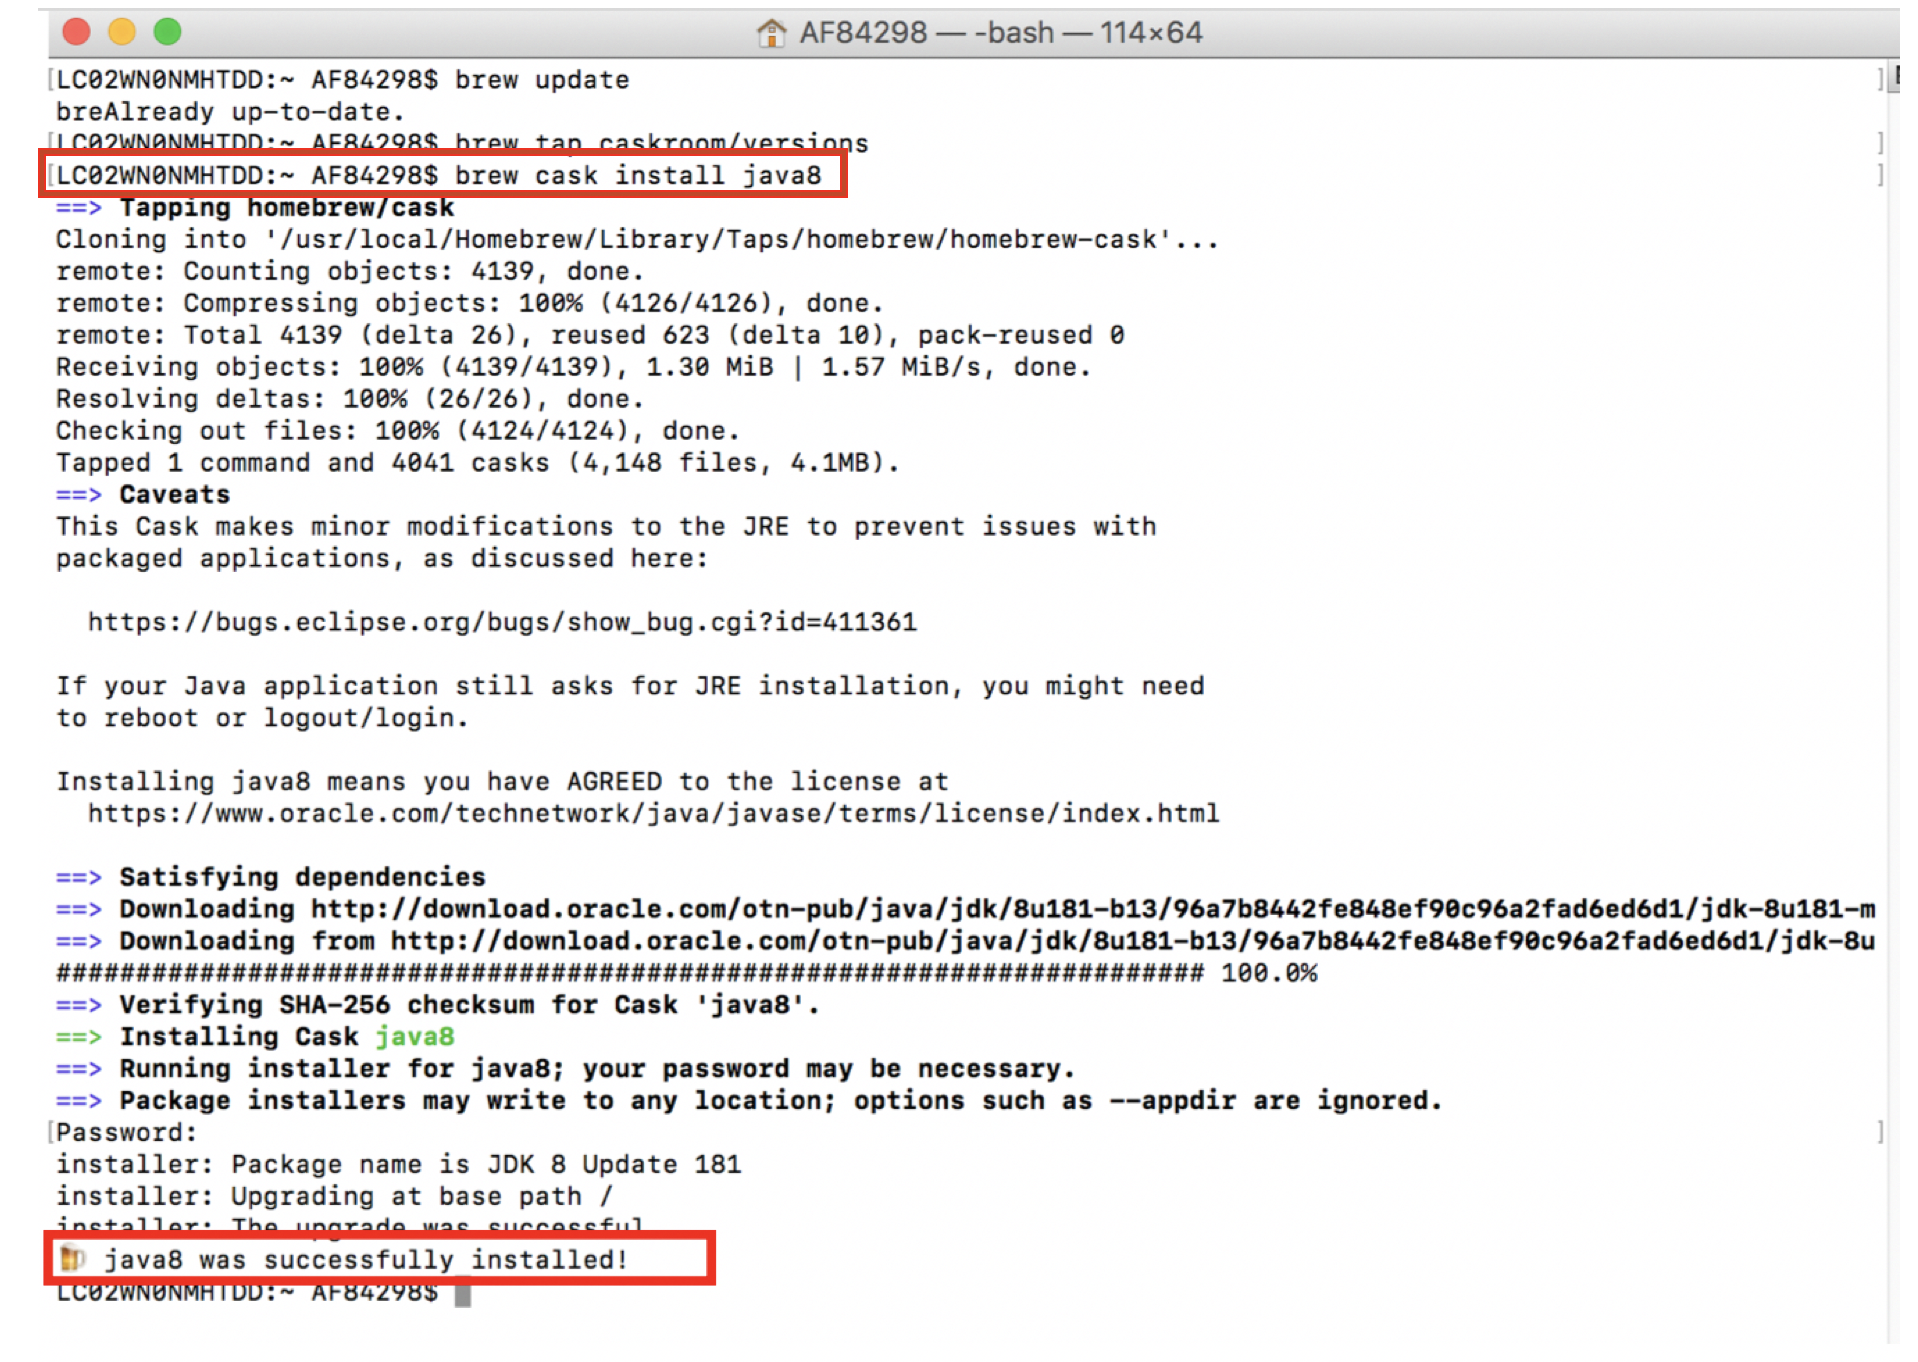 AF84298 — -bash — 114×64
[LC02WN0NMHTDD:~ AF84298$ brew update ]
breAlready up-to-date.
[LC02WN0NMHTDD:~ AF84298$ brew tap caskroom/versions ]
[LC02WN0NMHTDD:~ AF84298$ brew cask install java8 ]
==> Tapping homebrew/cask
Cloning into '/usr/local/Homebrew/Library/Taps/homebrew/homebrew-cask'...
remote: Counting objects: 4139, done.
remote: Compressing objects: 100% (4126/4126), done.
remote: Total 4139 (delta 26), reused 623 (delta 10), pack-reused 0
Receiving objects: 100% (4139/4139), 1.30 MiB | 1.57 MiB/s, done.
Resolving deltas: 100% (26/26), done.
Checking out files: 100% (4124/4124), done.
Tapped 1 command and 4041 casks (4,148 files, 4.1MB).
==> Caveats
This Cask makes minor modifications to the JRE to prevent issues with
packaged applications, as discussed here:
https://bugs.eclipse.org/bugs/show_bug.cgi?id=411361
If your Java application still asks for JRE installation, you might need
to reboot or logout/login.
Installing java8 means you have AGREED to the license at
https://www.oracle.com/technetwork/java/javase/terms/license/index.html
==> Satisfying dependencies
==> Downloading http://download.oracle.com/otn-pub/java/jdk/8u181-b13/96a7b8442fe848ef90c96a2fad6ed6d1/jdk-8u181-m
==> Downloading from http://download.oracle.com/otn-pub/java/jdk/8u181-b13/96a7b8442fe848ef90c96a2fad6ed6d1/jdk-8u
######################################################################## 100.0%
==> Verifying SHA-256 checksum for Cask 'java8'.
==> Installing Cask java8
==> Running installer for java8; your password may be necessary.
==> Package installers may write to any location; options such as --appdir are ignored.
[Password: ]
installer: Package name is JDK 8 Update 181
installer: Upgrading at base path /
installer: The upgrade was successful
🍺 java8 was successfully installed!
LC02WN0NMHTDD:~ AF84298$